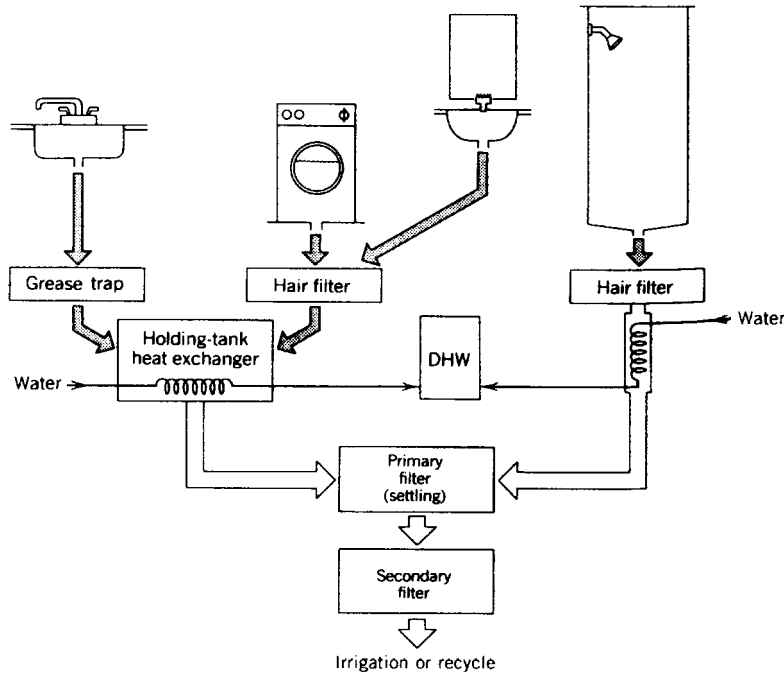 Grease trap
Hair filter
Hair filter
Holding-tank
heat exchanger
DHW
Water
Water
Primary
filter
(settling)
Secondary
filter
Irrigation or recycle